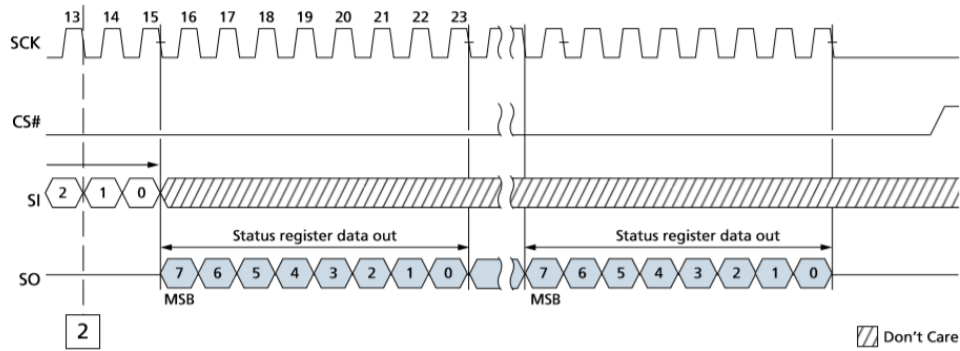 13 14 15 16 17 18 19 20 21 22 23
SCK
CS#
SI 2 1 0
Status register data out Status register data out
SO 7 6 5 4 3 2 1 0 7 6 5 4 3 2 1 0
MSB MSB
2
Don't Care